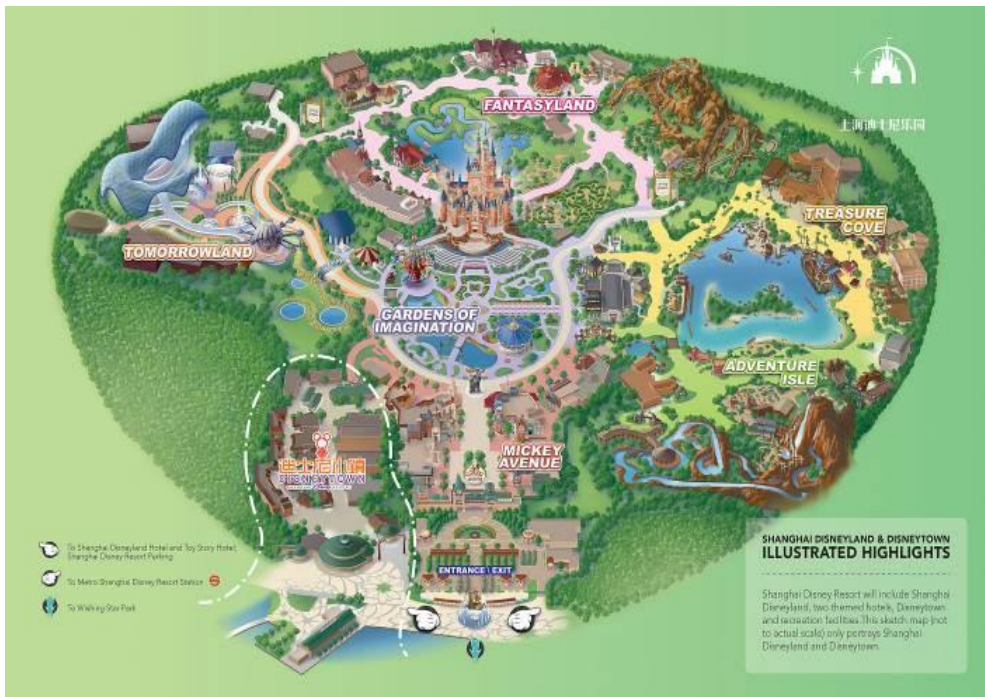 上海迪士尼乐园
FANTASYLAND
TREASURE
COVE
TOMORROWLAND
GARDENS OF
IMAGINATION
ADVENTURE
ISLE
迪士尼小镇
DISNEYTOWN
MICKEY
AVENUE
ENTRANCE \ EXIT
To Shanghai Disneyland Hotel and Toy Story Hotel;
Shanghai Disney Resort Parking
To Metro Shanghai Disney Resort Station
To Wishing Star Park
SHANGHAI DISNEYLAND & DISNEYTOWN
ILLUSTRATED HIGHLIGHTS
Shanghai Disney Resort will include Shanghai
Disneyland, two themed hotels, Disneytown
and recreation facilities. This sketch map (not
to actual scale) only portrays Shanghai
Disneyland and Disneytown.